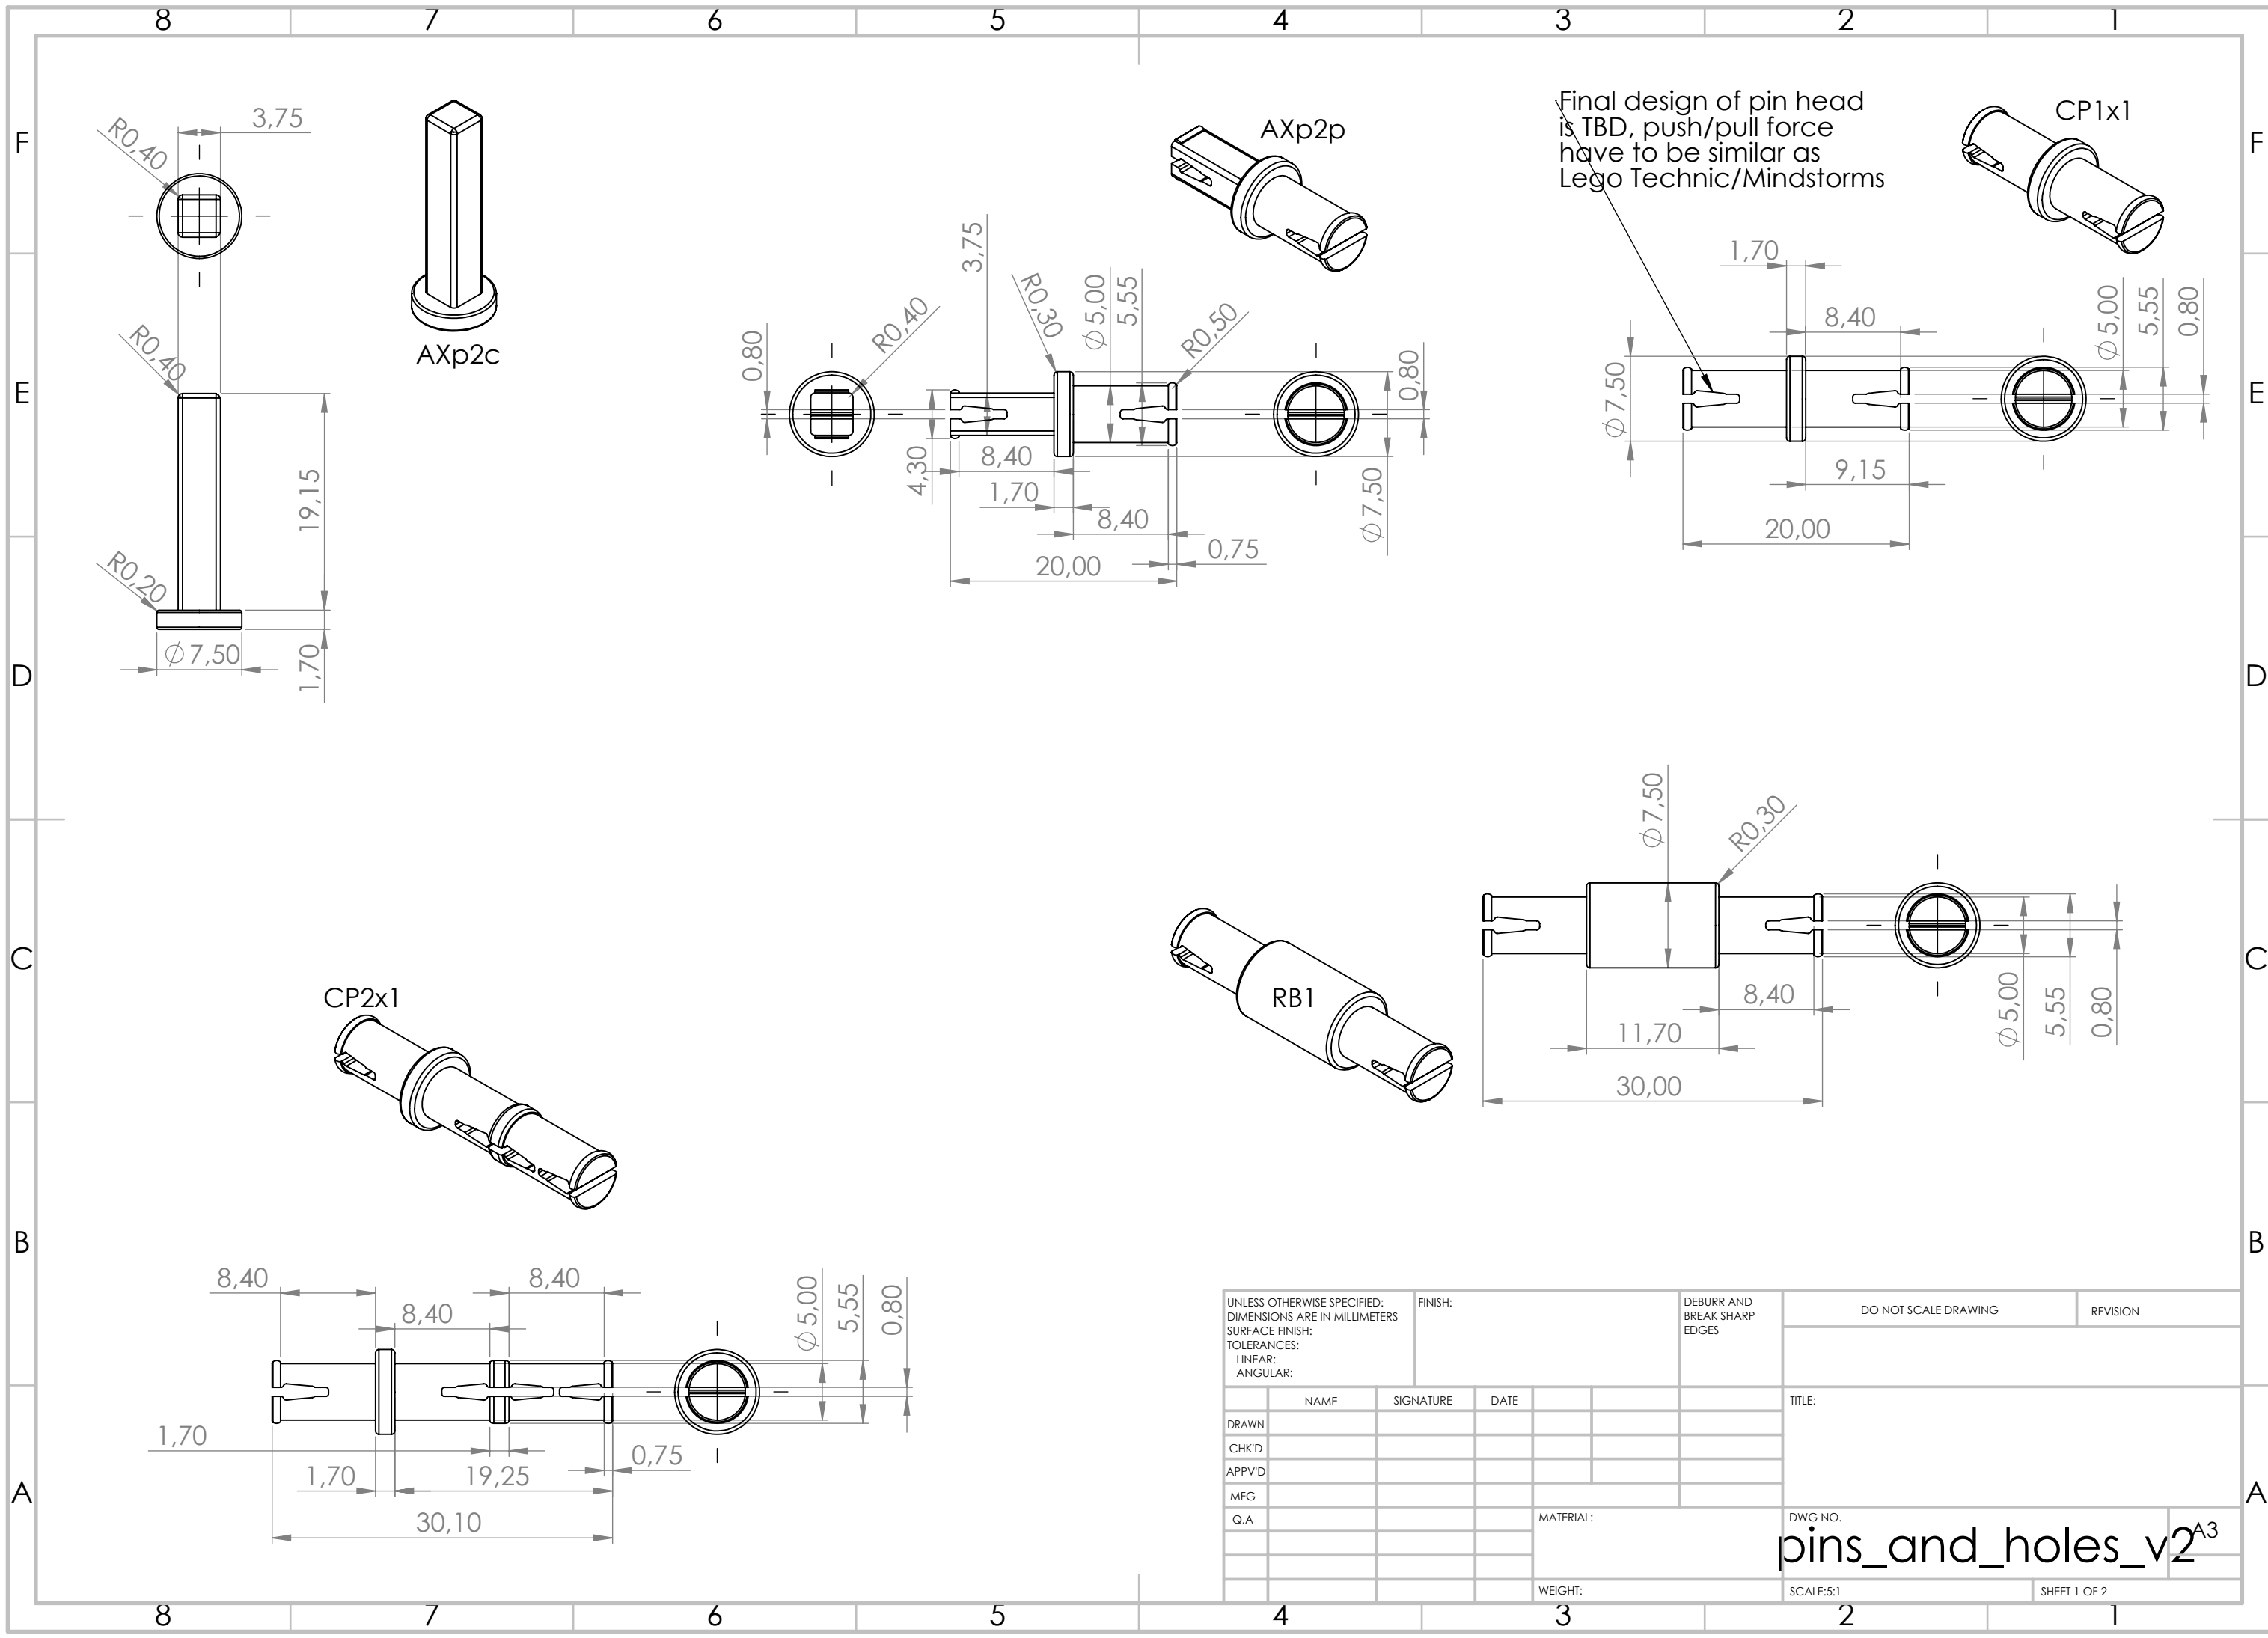 8 7 6 5 4 3 2 1
F
E
D
C
B
A
F
E
D
C
B
A
3,75
R0,40
R0,40
19,15
R0,20
Ø7,50
1,70
AXp2c
AXp2p
3,75
R0,30
Ø5,00
5,55
R0,50
0,80
R0,40
0,80
4,30
8,40
1,70
8,40
Ø7,50
0,75
20,00
Final design of pin head
is TBD, push/pull force
have to be similar as
Lego Technic/Mindstorms
CP1x1
1,70
8,40
Ø5,00
5,55
0,80
Ø7,50
9,15
20,00
Ø7,50
R0,30
RB1
8,40
11,70
30,00
Ø5,00
5,55
0,80
CP2x1
8,40
8,40
8,40
Ø5,00
5,55
0,80
1,70
0,75
1,70
19,25
30,10
UNLESS OTHERWISE SPECIFIED:
DIMENSIONS ARE IN MILLIMETERS
SURFACE FINISH:
TOLERANCES:
LINEAR:
ANGULAR:
FINISH:
DEBURR AND
BREAK SHARP
EDGES
DO NOT SCALE DRAWING
REVISION
NAME
SIGNATURE
DATE
TITLE:
DRAWN
CHK'D
APPV'D
MFG
Q.A
MATERIAL:
DWG NO.
pins_and_holes_v2
A3
WEIGHT:
SCALE:5:1
SHEET 1 OF 2
8 7 6 5 4 3 2 1